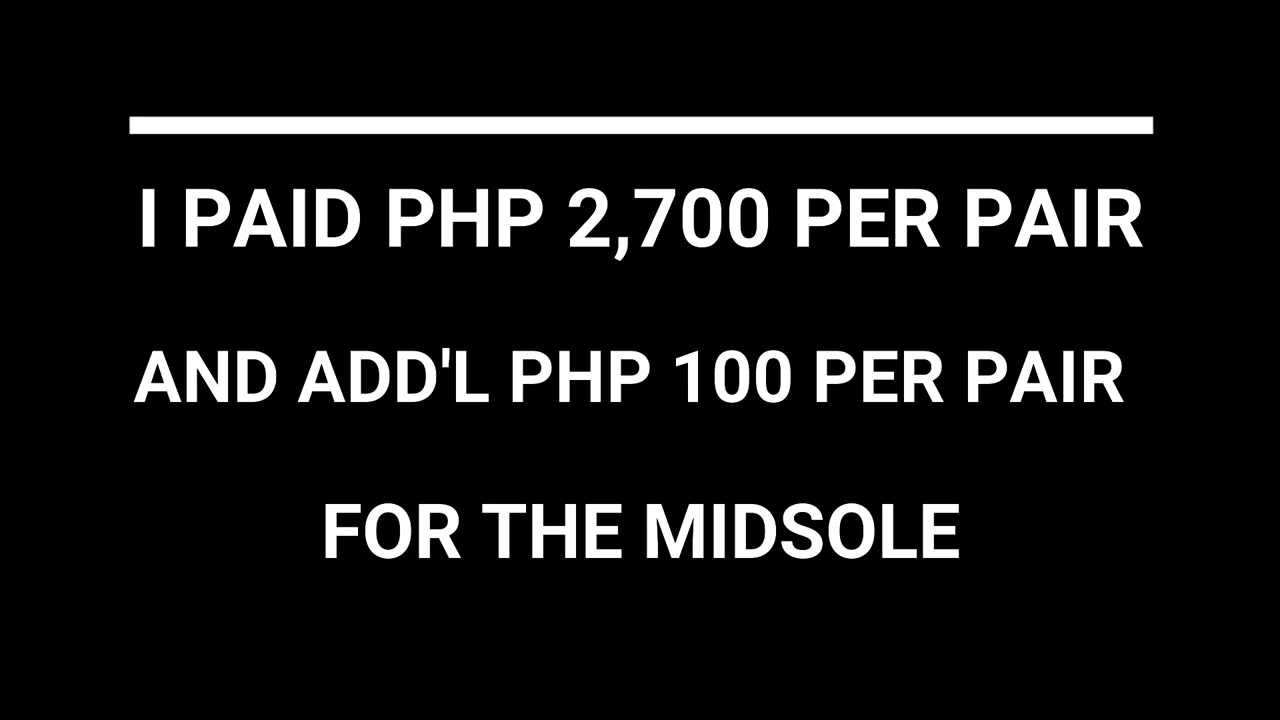 I PAID PHP 2,700 PER PAIR
AND ADD'L PHP 100 PER PAIR
FOR THE MIDSOLE